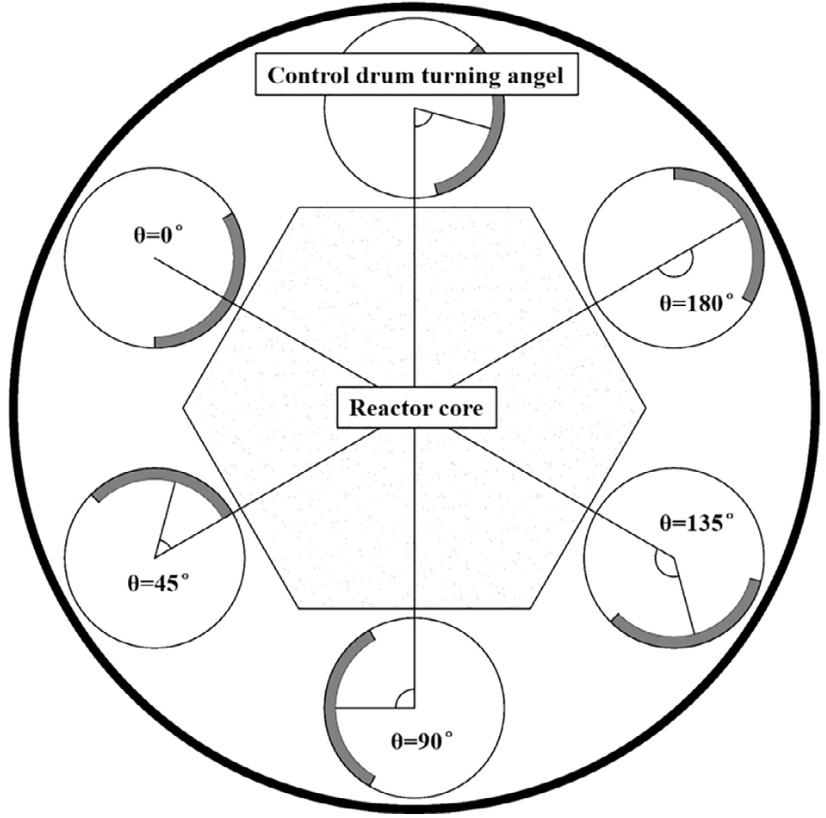 Control drum turning angel
θ=0°
θ=180°
Reactor core
θ=45°
θ=135°
θ=90°